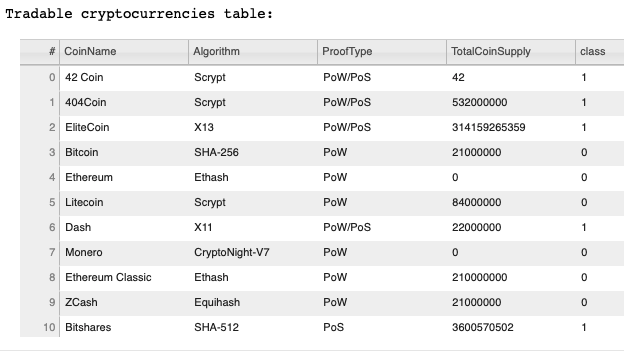 Tradable cryptocurrencies table:
# CoinName Algorithm ProofType TotalCoinSupply class
0 42 Coin Scrypt PoW/PoS 42 1
1 404Coin Scrypt PoW/PoS 532000000 1
2 EliteCoin X13 PoW/PoS 314159265359 1
3 Bitcoin SHA-256 PoW 21000000 0
4 Ethereum Ethash PoW 0 0
5 Litecoin Scrypt PoW 84000000 0
6 Dash X11 PoW/PoS 22000000 1
7 Monero CryptoNight-V7 PoW 0 0
8 Ethereum Classic Ethash PoW 210000000 0
9 ZCash Equihash PoW 21000000 0
10 Bitshares SHA-512 PoS 3600570502 1